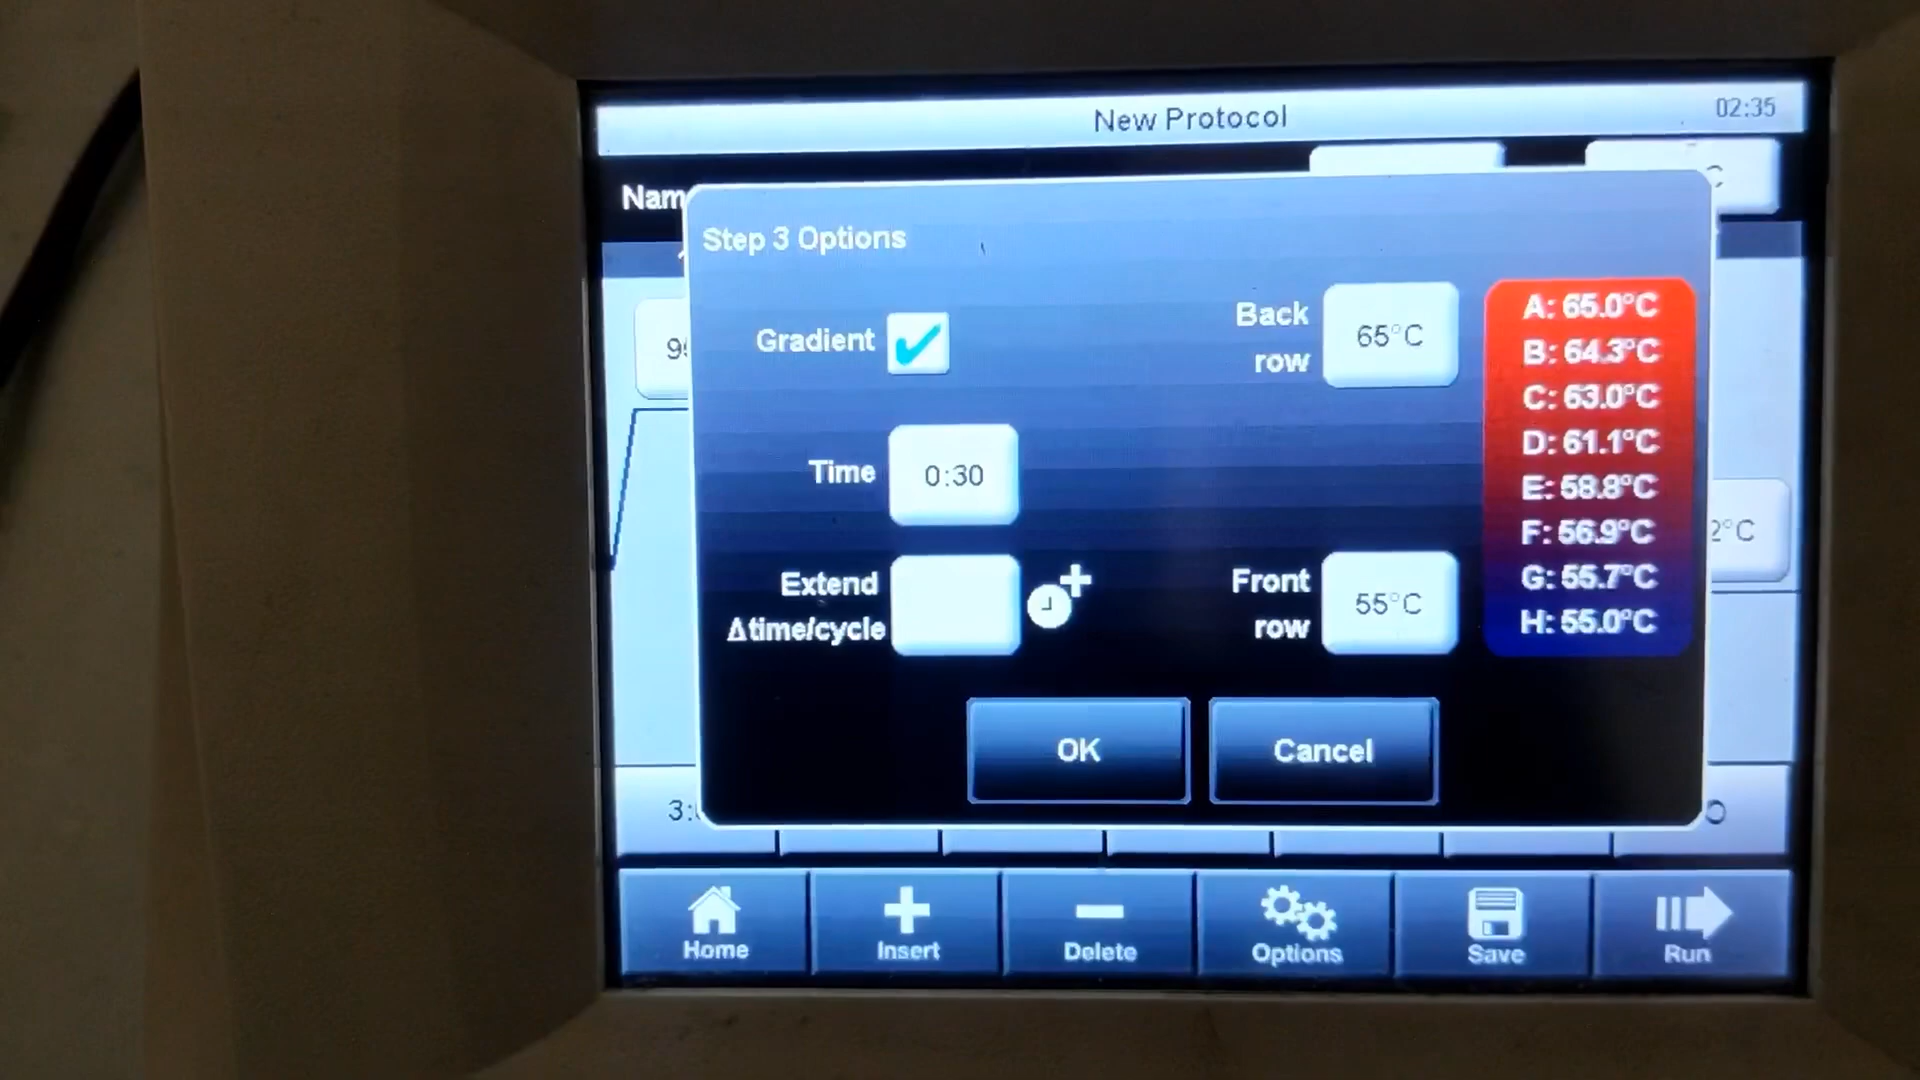 New Protocol
02:35
Nam
C
Step 3 Options
Gradient
Back row
65°C
A: 65.0°C
B: 64.3°C
C: 63.0°C
D: 61.1°C
E: 58.8°C
F: 56.9°C
G: 55.7°C
H: 55.0°C
Time
0:30
Extend
Δtime/cycle
Front row
55°C
2°C
OK
Cancel
3:
Home
Insert
Delete
Options
Save
Run